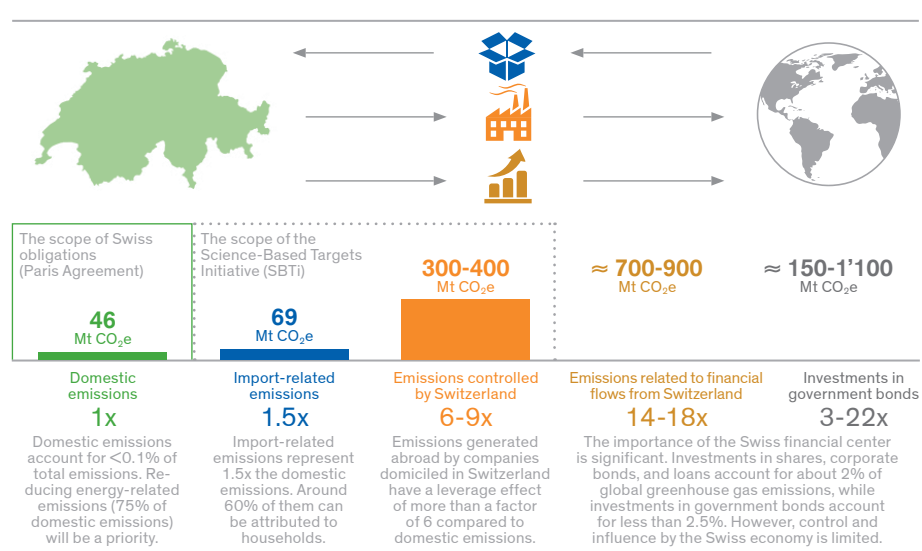 The scope of Swiss
obligations
(Paris Agreement)
The scope of the
Science-Based Targets
Initiative (SBTi)
46
Mt CO₂e
69
Mt CO₂e
300-400
Mt CO₂e
≈ 700-900
Mt CO₂e
≈ 150-1’100
Mt CO₂e
Domestic
emissions
1x
Domestic emissions
account for <0.1% of
total emissions. Re-
ducing energy-related
emissions (75% of
domestic emissions)
will be a priority.
Import-related
emissions
1.5x
Import-related
emissions represent
1.5x the domestic
emissions. Around
60% of them can
be attributed to
households.
Emissions controlled
by Switzerland
6-9x
Emissions generated
abroad by companies
domiciled in Switzerland
have a leverage effect
of more than a factor
of 6 compared to
domestic emissions.
Emissions related to financial
flows from Switzerland
14-18x
Investments in
government bonds
3-22x
The importance of the Swiss financial center
is significant. Investments in shares, corporate
bonds, and loans account for about 2% of
global greenhouse gas emissions, while
investments in government bonds account
for less than 2.5%. However, control and
influence by the Swiss economy is limited.